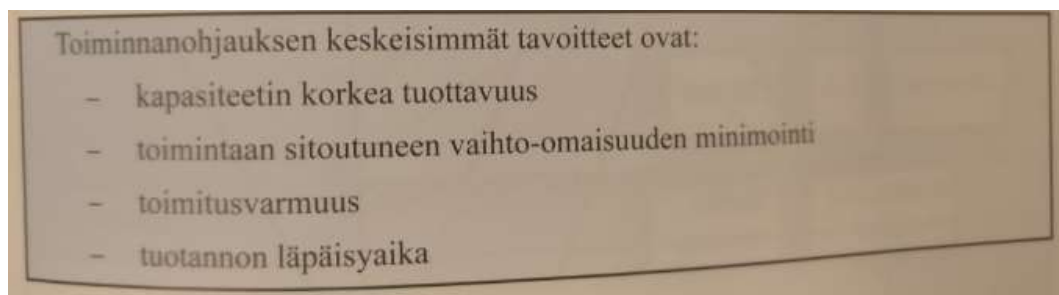 Toiminnanohjauksen keskeisimmät tavoitteet ovat:
– kapasiteetin korkea tuottavuus
– toimintaan sitoutuneen vaihto-omaisuuden minimointi
– toimitusvarmuus
– tuotannon läpäisyaika